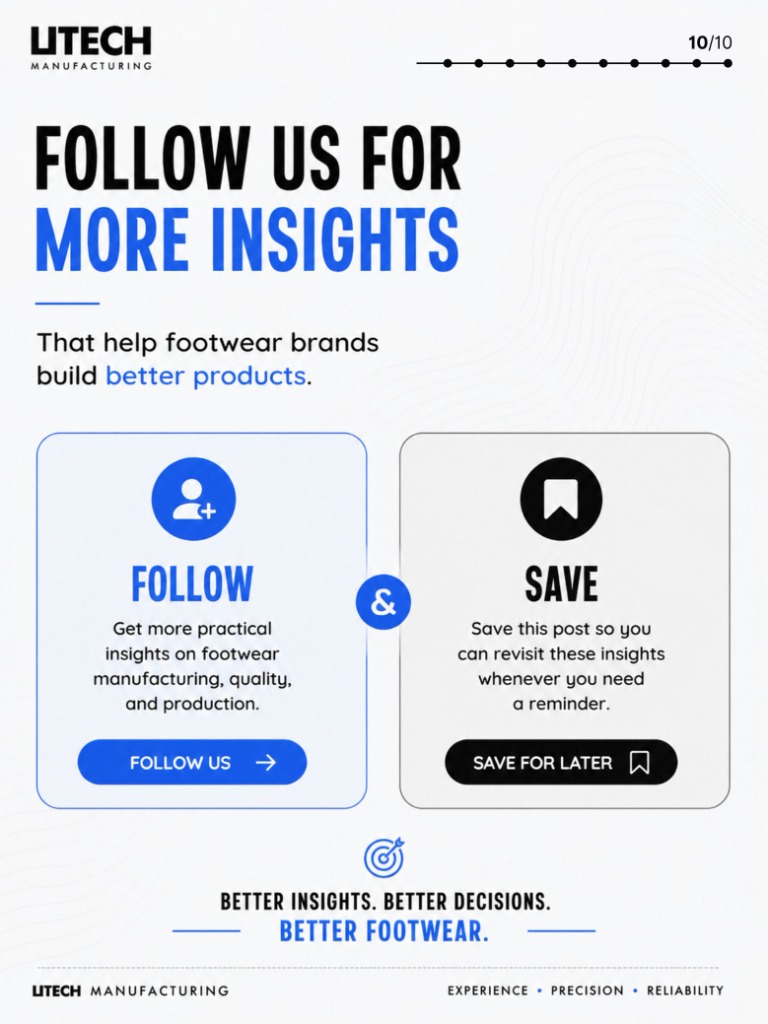 LITECH
MANUFACTURING
10/10
FOLLOW US FOR
MORE INSIGHTS
That help footwear brands
build better products.
FOLLOW
Get more practical
insights on footwear
manufacturing, quality,
and production.
FOLLOW US
&
SAVE
Save this post so you
can revisit these insights
whenever you need
a reminder.
SAVE FOR LATER
BETTER INSIGHTS. BETTER DECISIONS.
BETTER FOOTWEAR.
LITECH MANUFACTURING
EXPERIENCE • PRECISION • RELIABILITY